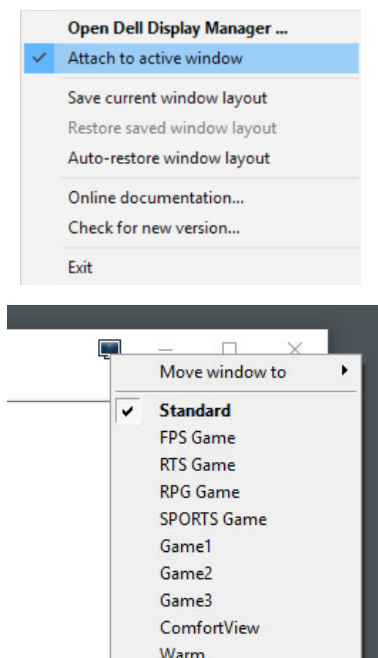 Open Dell Display Manager ...
Attach to active window
Save current window layout
Restore saved window layout
Auto-restore window layout
Online documentation...
Check for new version...
Exit
Move window to
Standard
FPS Game
RTS Game
RPG Game
SPORTS Game
Game1
Game2
Game3
ComfortView
Warm